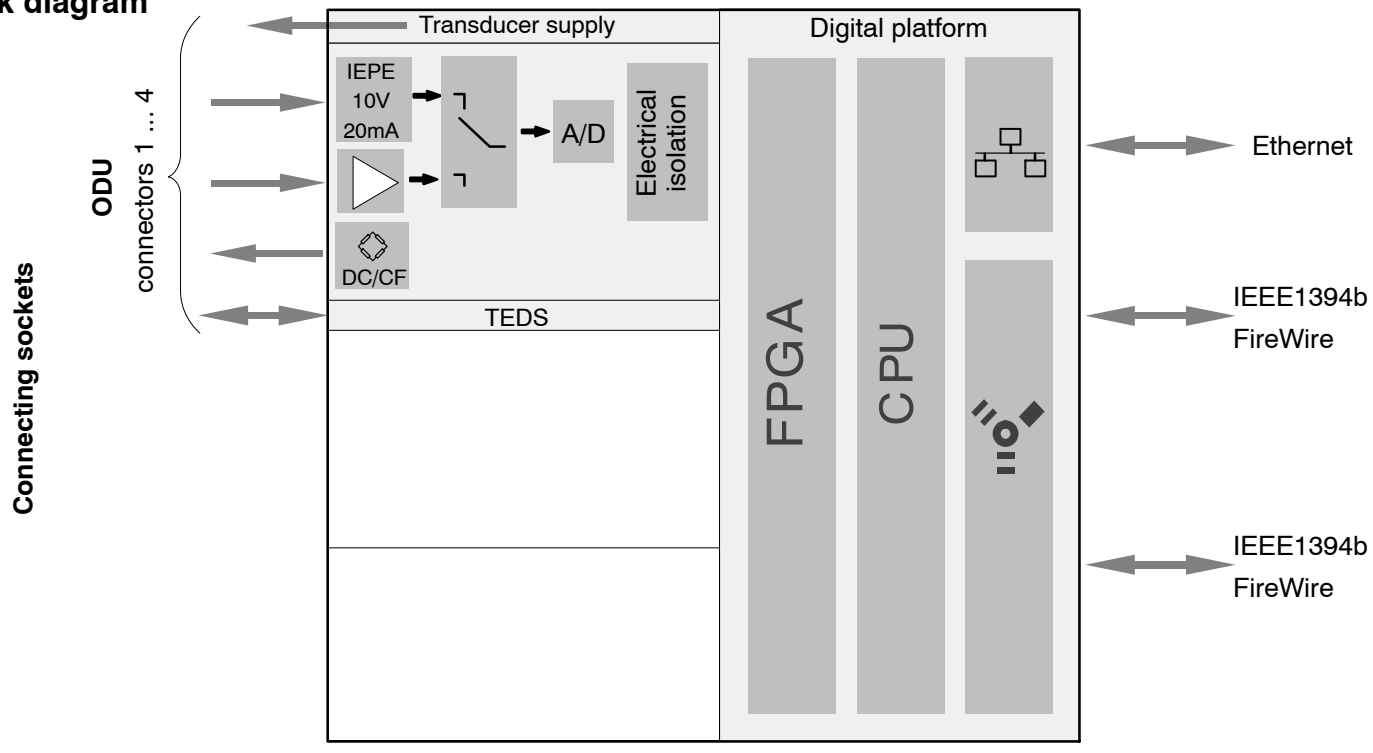 k diagram
Transducer supply
Digital platform
IEPE
10V
20mA
A/D
Electrical
isolation
DC/CF
TEDS
FPGA
CPU
ODU
connectors 1 … 4
Connecting sockets
Ethernet
IEEE1394b
FireWire
IEEE1394b
FireWire